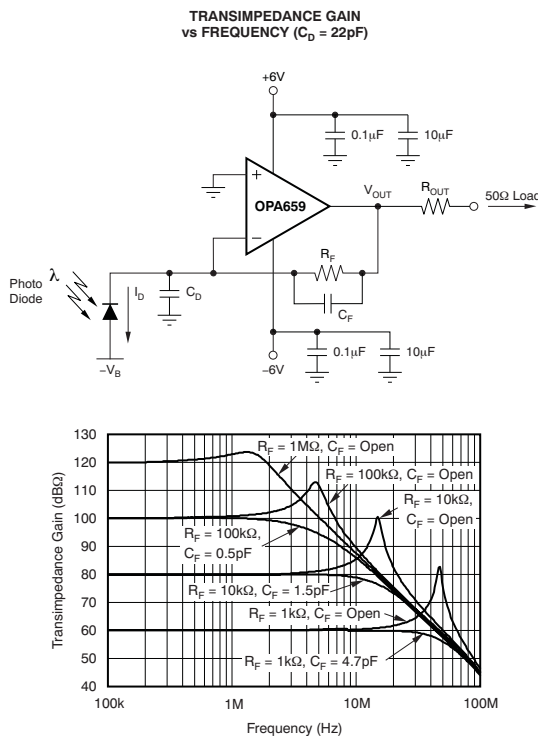 TRANSIMPEDANCE GAIN
vs FREQUENCY (C_D = 22pF)
+6V
0.1μF
10μF
+
OPA659
−
V_OUT
R_OUT
50Ω Load
R_F
C_F
λ
Photo
Diode
I_D
C_D
−V_B
−6V
0.1μF
10μF
130
120
110
100
90
80
70
60
50
40
Transimpedance Gain (dBΩ)
R_F = 1MΩ, C_F = Open
R_F = 100kΩ, C_F = Open
R_F = 10kΩ,
C_F = Open
R_F = 100kΩ,
C_F = 0.5pF
R_F = 10kΩ, C_F = 1.5pF
R_F = 1kΩ, C_F = Open
R_F = 1kΩ, C_F = 4.7pF
100k
1M
10M
100M
Frequency (Hz)